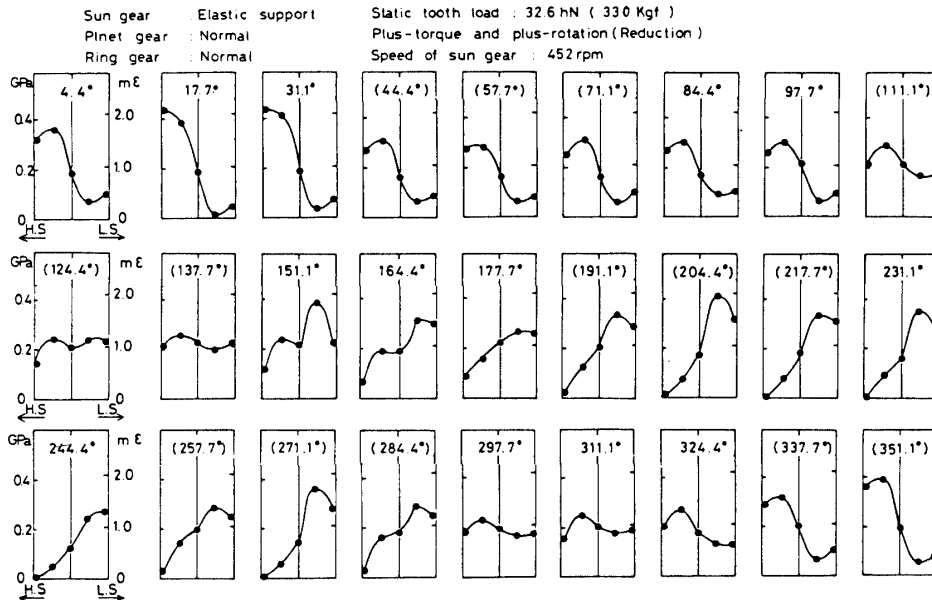 Sun gear : Elastic support Static tooth load : 32.6 hN ( 330 Kgf )
Plnet gear : Normal Plus-torque and plus-rotation (Reduction)
Ring gear : Normal Speed of sun gear : 452 rpm
GPa 4.4° mε 17.7° 31.1° (44.4°) (57.7°) (71.1°) 84.4° 97.7° (111.1°)
0.4 2.0
0.2 1.0
0 0
H.S L.S
GPa (124.4°) mε (137.7°) 151.1° 164.4° 177.7° (191.1°) (204.4°) (217.7°) 231.1°
0.4 2.0
0.2 1.0
0 0
H.S L.S
GPa 244.4° mε (257.7°) (271.1°) (284.4°) 297.7° 311.1° 324.4° (337.7°) (351.1°)
0.4 2.0
0.2 1.0
0 0
H.S L.S